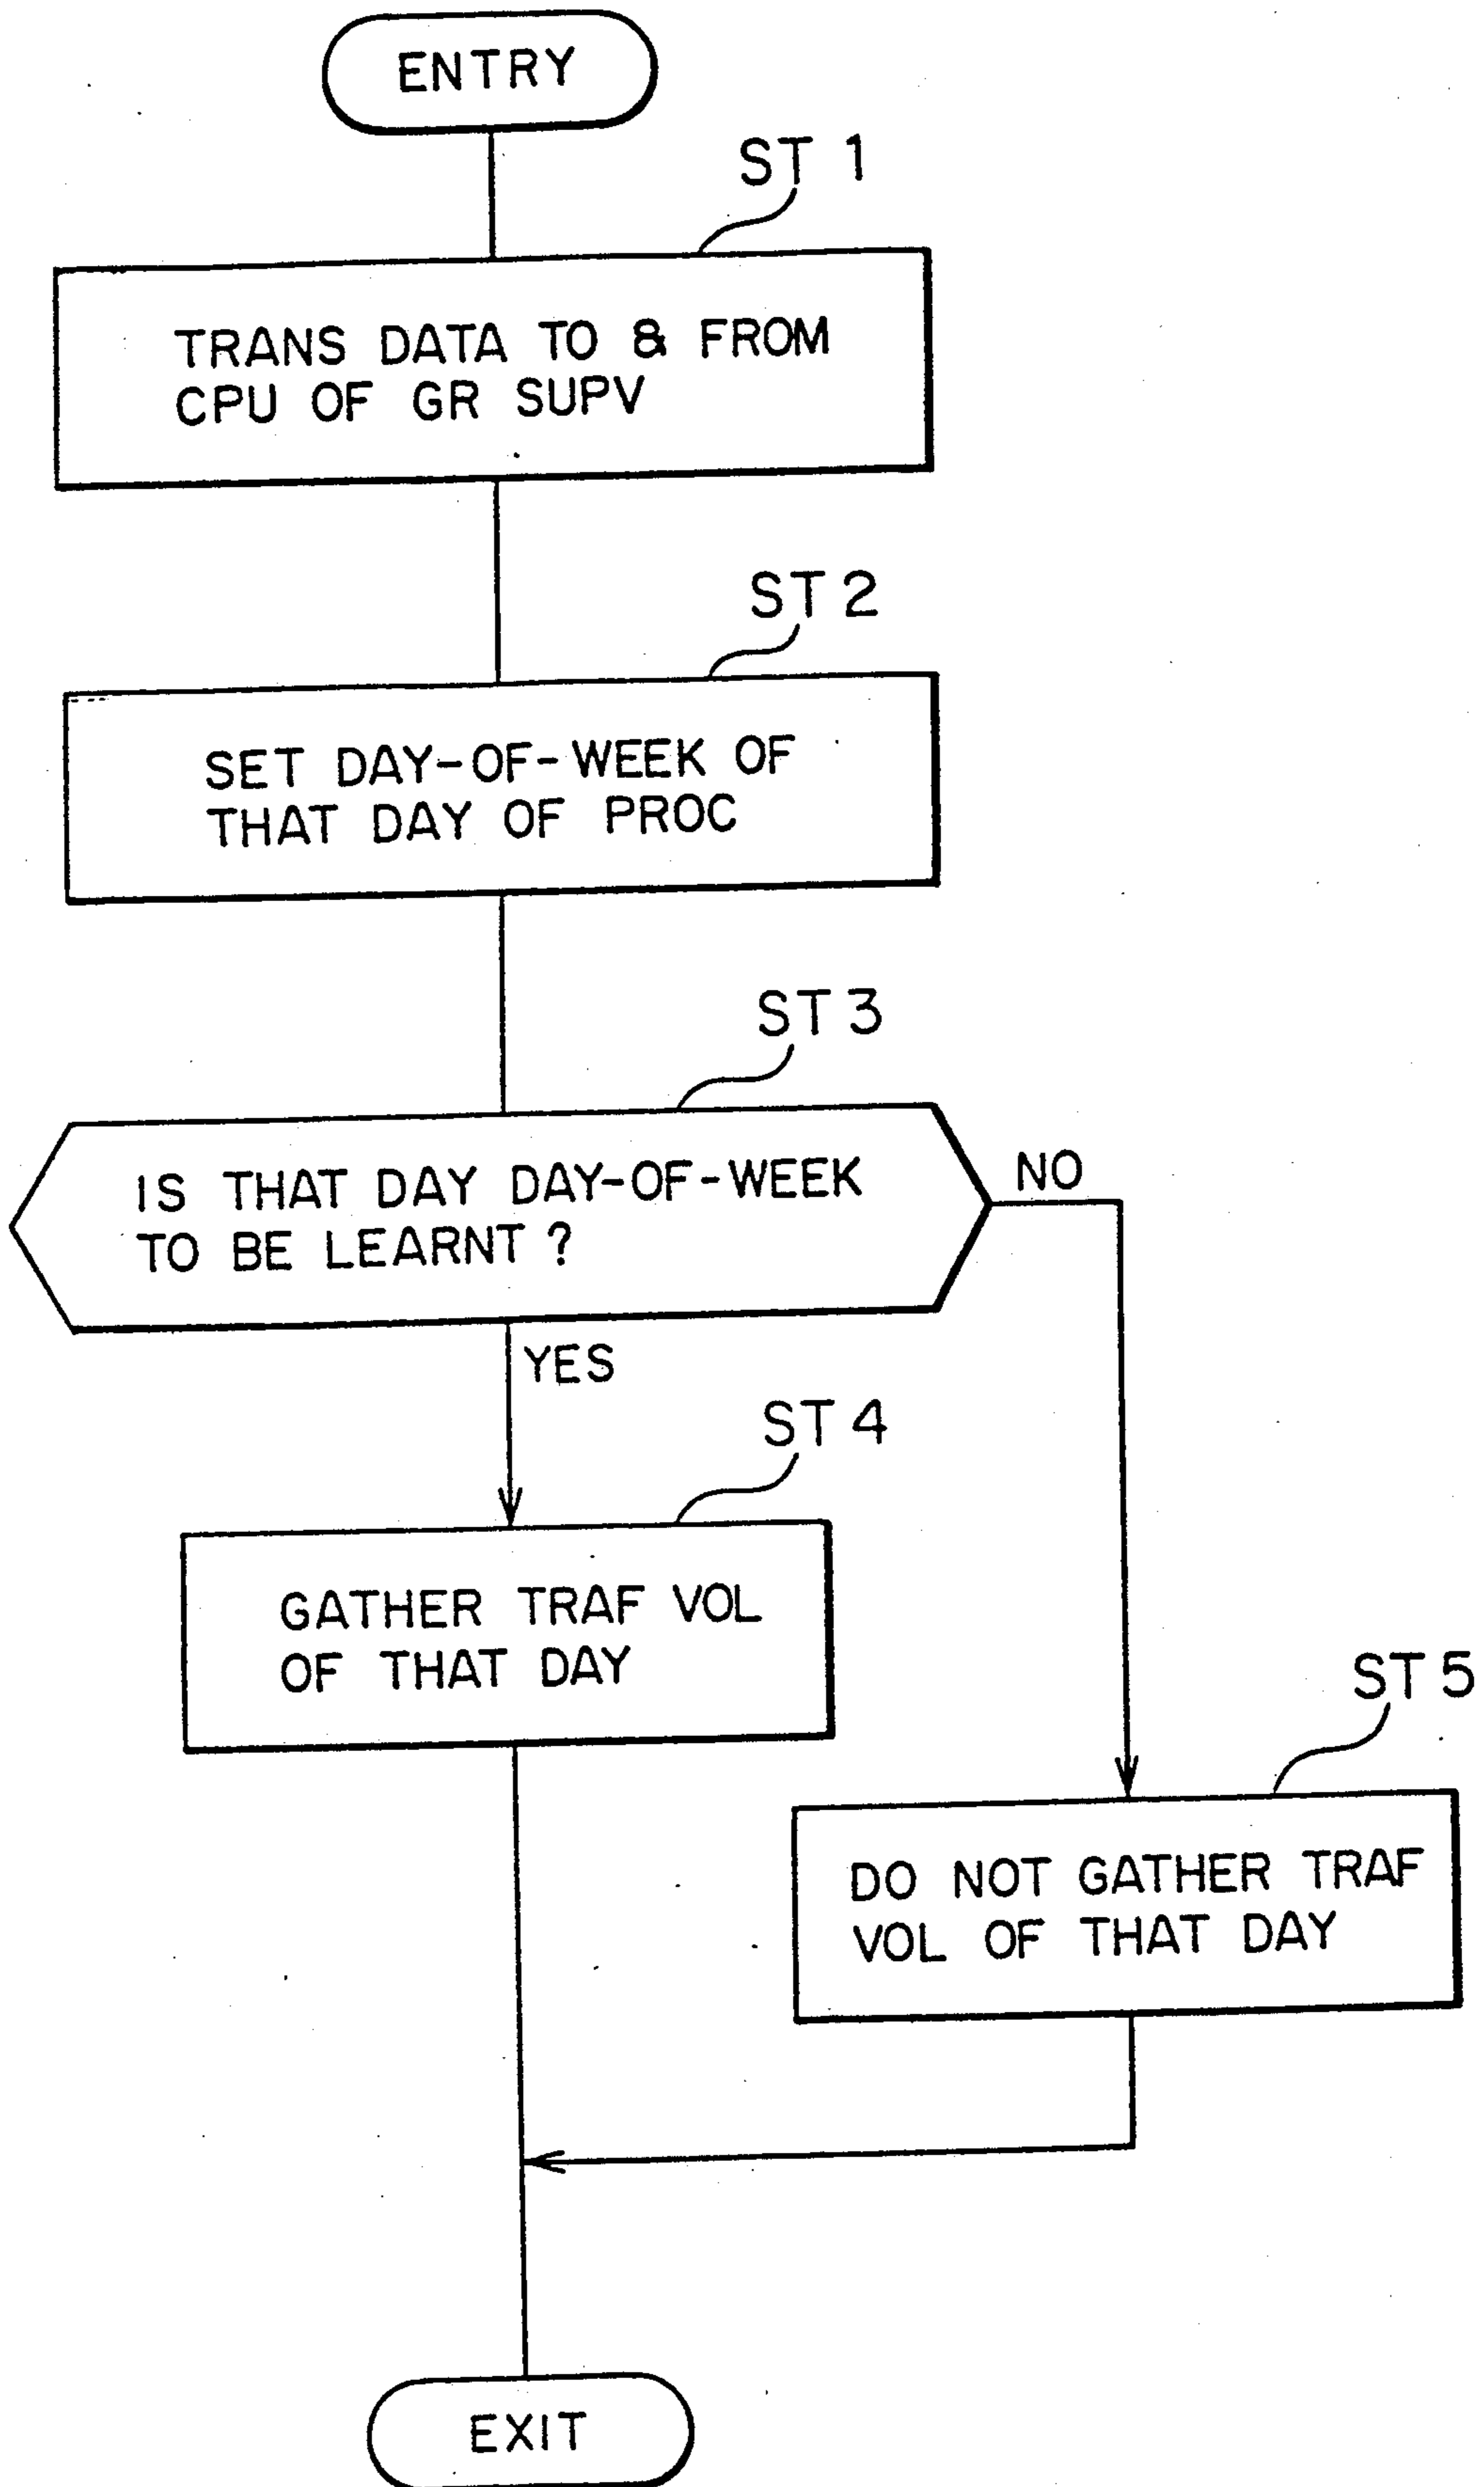 ENTRY
ST 1
TRANS DATA TO & FROM
CPU OF GR SUPV
ST 2
SET DAY-OF-WEEK OF
THAT DAY OF PROC
ST 3
IS THAT DAY DAY-OF-WEEK
TO BE LEARNT ?
NO
YES
ST 4
GATHER TRAF VOL
OF THAT DAY
ST 5
DO NOT GATHER TRAF
VOL OF THAT DAY
EXIT